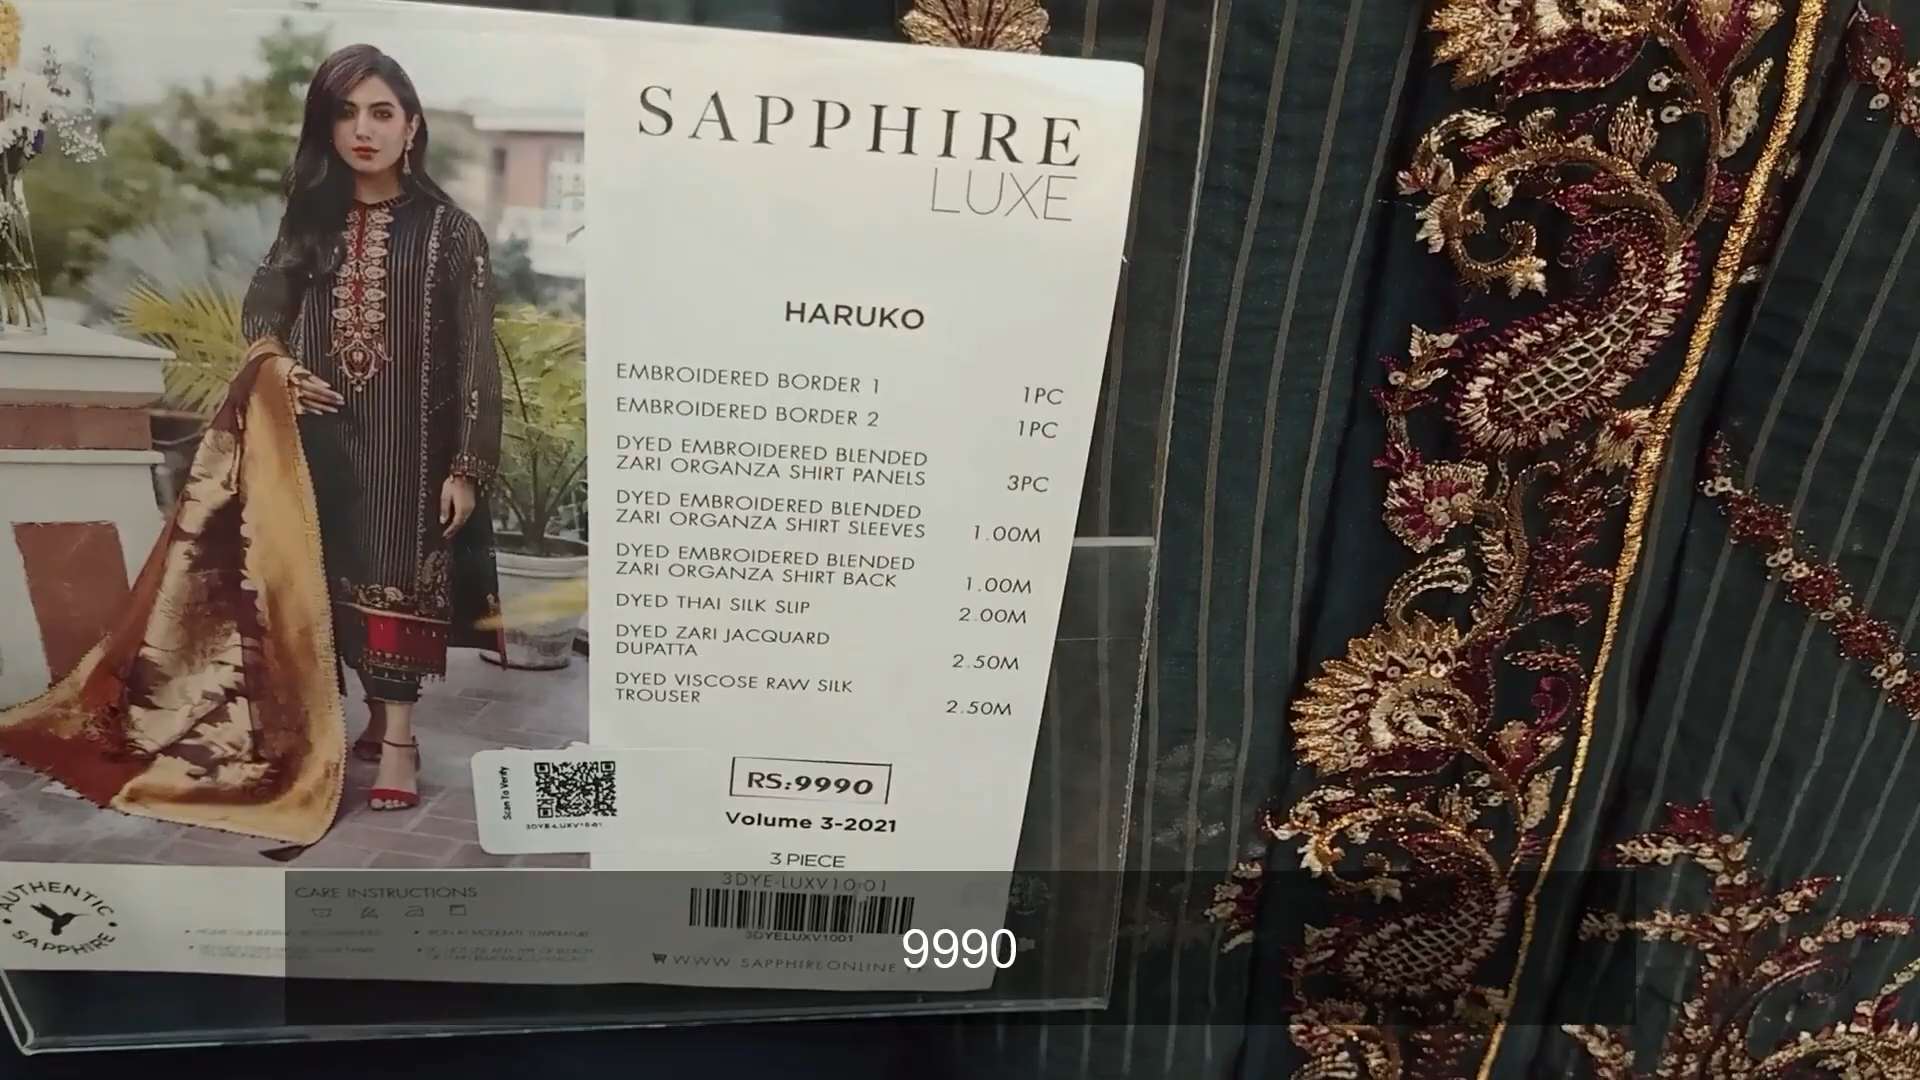 SAPPHIRE
LUXE
HARUKO
EMBROIDERED BORDER 1 1PC
EMBROIDERED BORDER 2 1PC
DYED EMBROIDERED BLENDED
ZARI ORGANZA SHIRT PANELS 3PC
DYED EMBROIDERED BLENDED
ZARI ORGANZA SHIRT SLEEVES 1.00M
DYED EMBROIDERED BLENDED
ZARI ORGANZA SHIRT BACK 1.00M
DYED THAI SILK SLIP 2.00M
DYED ZARI JACQUARD
DUPATTA 2.50M
DYED VISCOSE RAW SILK
TROUSER 2.50M
Scan To Verify
3DYE-LUXV10-01
RS:9990
Volume 3-2021
3 PIECE
3DYE-LUXV10-01
3DYELUXV1001
WWW SAPPHIREONLINE
AUTHENTIC
SAPPHIRE
CARE INSTRUCTIONS
9990